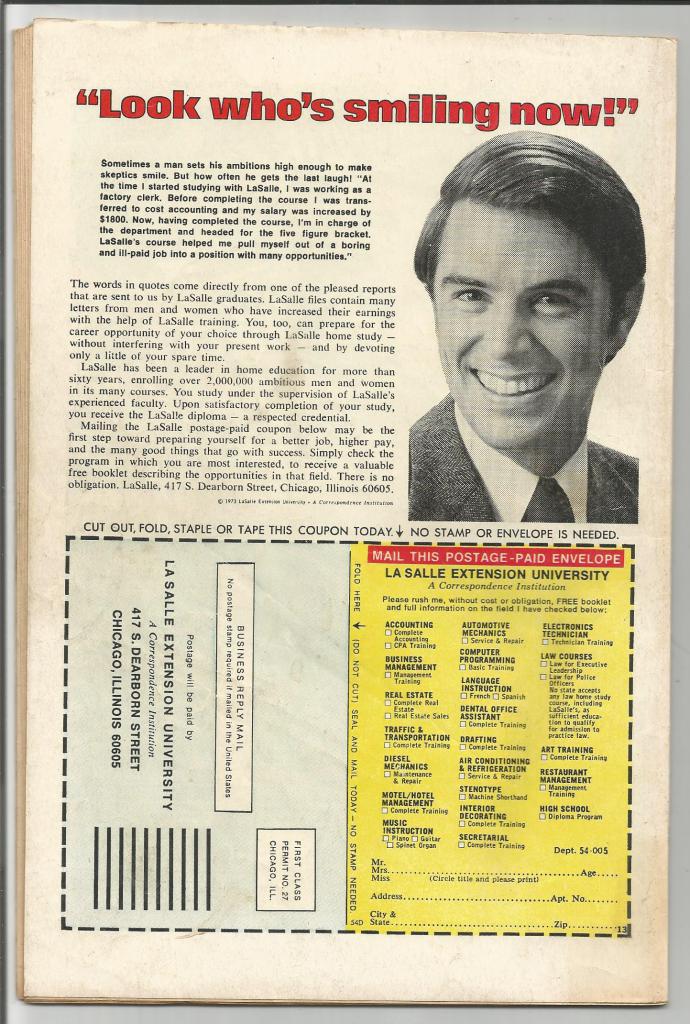 “Look who’s smiling now!”
Sometimes a man sets his ambitions high enough to make
skeptics smile. But how often he gets the last laugh! "At
the time I started studying with LaSalle, I was working as a
factory clerk. Before completing the course I was trans-
ferred to cost accounting and my salary was increased by
$1800. Now, having completed the course, I'm in charge of
the department and headed for the five figure bracket.
LaSalle's course helped me pull myself out of a boring
and ill-paid job into a position with many opportunities."
The words in quotes come directly from one of the pleased reports
that are sent to us by LaSalle graduates. LaSalle files contain many
letters from men and women who have increased their earnings
with the help of LaSalle training. You, too, can prepare for the
career opportunity of your choice through LaSalle home study —
without interfering with your present work — and by devoting
only a little of your spare time.
LaSalle has been a leader in home education for more than
sixty years, enrolling over 2,000,000 ambitious men and women
in its many courses. You study under the supervision of LaSalle's
experienced faculty. Upon satisfactory completion of your study,
you receive the LaSalle diploma — a respected credential.
Mailing the LaSalle postage-paid coupon below may be the
first step toward preparing yourself for a better job, higher pay,
and the many good things that go with success. Simply check the
program in which you are most interested, to receive a valuable
free booklet describing the opportunities in that field. There is no
obligation. LaSalle, 417 S. Dearborn Street, Chicago, Illinois 60605.
© 1973 LaSalle Extension University • A Correspondence Institution
CUT OUT, FOLD, STAPLE OR TAPE THIS COUPON TODAY. ↓ NO STAMP OR ENVELOPE IS NEEDED.
BUSINESS REPLY MAIL
No postage stamp required if mailed in the United States
Postage will be paid by
LA SALLE EXTENSION UNIVERSITY
A Correspondence Institution
417 S. DEARBORN STREET
CHICAGO, ILLINOIS 60605
FIRST CLASS
PERMIT NO. 27
CHICAGO, ILL.
FOLD HERE ← (DO NOT CUT) SEAL AND MAIL TODAY — NO STAMP NEEDED.
54D
MAIL THIS POSTAGE-PAID ENVELOPE
LA SALLE EXTENSION UNIVERSITY
A Correspondence Institution
Please rush me, without cost or obligation, FREE booklet
and full information on the field I have checked below:
ACCOUNTING
☐ Complete
Accounting
☐ CPA Training
BUSINESS
MANAGEMENT
☐ Management
Training
REAL ESTATE
☐ Complete Real
Estate
☐ Real Estate Sales
TRAFFIC &
TRANSPORTATION
☐ Complete Training
DIESEL
MECHANICS
☐ Maintenance
& Repair
MOTEL/HOTEL
MANAGEMENT
☐ Complete Training
MUSIC
INSTRUCTION
☐ Piano ☐ Guitar
☐ Spinet Organ
AUTOMOTIVE
MECHANICS
☐ Service & Repair
COMPUTER
PROGRAMMING
☐ Basic Training
LANGUAGE
INSTRUCTION
☐ French ☐ Spanish
DENTAL OFFICE
ASSISTANT
☐ Complete Training
DRAFTING
☐ Complete Training
AIR CONDITIONING
& REFRIGERATION
☐ Service & Repair
STENOTYPE
☐ Machine Shorthand
INTERIOR
DECORATING
☐ Complete Training
SECRETARIAL
☐ Complete Training
ELECTRONICS
TECHNICIAN
☐ Technician Training
LAW COURSES
☐ Law for Executive
Leadership
☐ Law for Police
Officers
No state accepts
any law home study
course, including
LaSalle's, as
sufficient educa-
tion to qualify
for admission to
practice law.
ART TRAINING
☐ Complete Training
RESTAURANT
MANAGEMENT
☐ Management
Training
HIGH SCHOOL
☐ Diploma Program
Dept. 54-005
Mr.
Mrs. Age
Miss (Circle title and please print)
Address Apt. No.
City &
State Zip
13